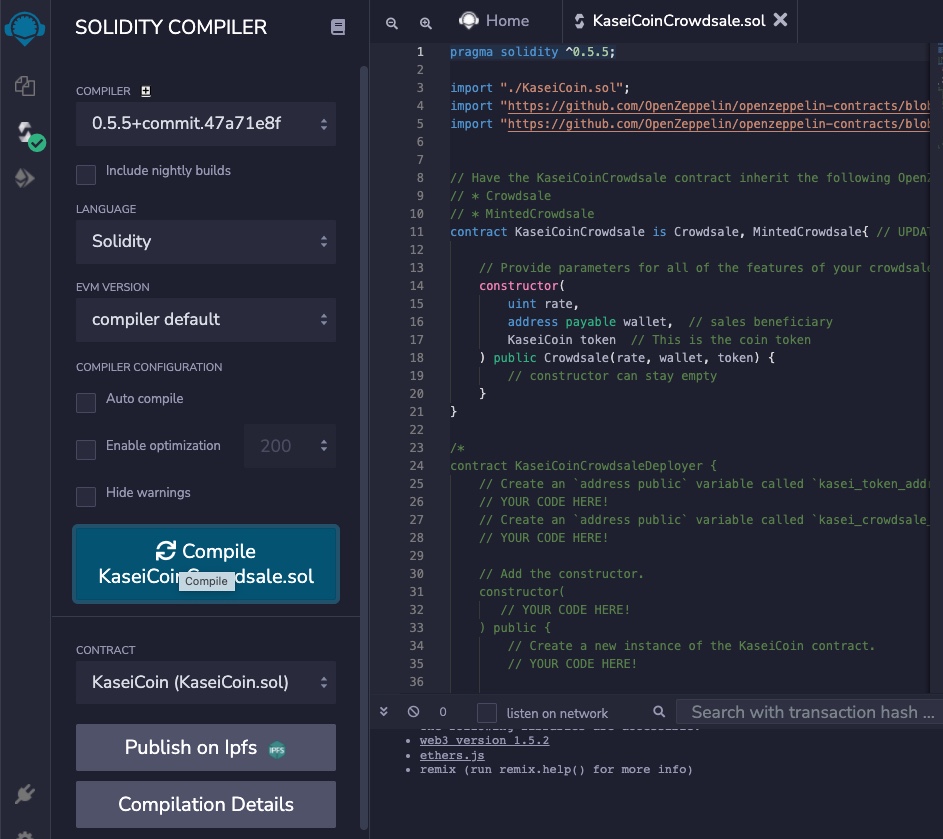 SOLIDITY COMPILER
COMPILER
0.5.5+commit.47a71e8f
Include nightly builds
LANGUAGE
Solidity
EVM VERSION
compiler default
COMPILER CONFIGURATION
Auto compile
Enable optimization
200
Hide warnings
Compile
KaseiCoinCrowdsale.sol
Compile
CONTRACT
KaseiCoin (KaseiCoin.sol)
Publish on Ipfs
IPFS
Compilation Details
Home
KaseiCoinCrowdsale.sol
1 pragma solidity ^0.5.5;
2
3 import "./KaseiCoin.sol";
4 import "https://github.com/OpenZeppelin/openzeppelin-contracts/blob
5 import "https://github.com/OpenZeppelin/openzeppelin-contracts/blob
6
7
8 // Have the KaseiCoinCrowdsale contract inherit the following OpenZ
9 // * Crowdsale
10 // * MintedCrowdsale
11 contract KaseiCoinCrowdsale is Crowdsale, MintedCrowdsale{ // UPDAT
12
13 // Provide parameters for all of the features of your crowdsale
14 constructor(
15 uint rate,
16 address payable wallet, // sales beneficiary
17 KaseiCoin token // This is the coin token
18 ) public Crowdsale(rate, wallet, token) {
19 // constructor can stay empty
20 }
21 }
22
23 /*
24 contract KaseiCoinCrowdsaleDeployer {
25 // Create an `address public` variable called `kasei_token_addr
26 // YOUR CODE HERE!
27 // Create an `address public` variable called `kasei_crowdsale_
28 // YOUR CODE HERE!
29
30 // Add the constructor.
31 constructor(
32 // YOUR CODE HERE!
33 ) public {
34 // Create a new instance of the KaseiCoin contract.
35 // YOUR CODE HERE!
36
0
listen on network
Search with transaction hash ...
web3 version 1.5.2
ethers.js
remix (run remix.help() for more info)